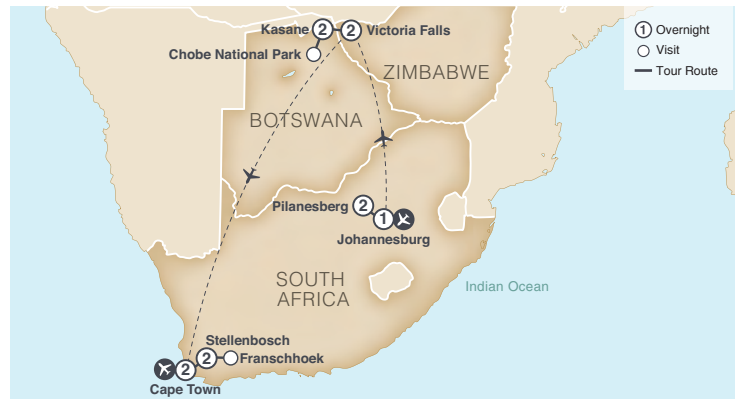 Kasane 2 2 Victoria Falls
Chobe National Park
ZIMBABWE
BOTSWANA
1 Overnight
Visit
Tour Route
Pilanesberg 2
1
Johannesburg
SOUTH
AFRICA
Indian Ocean
Stellenbosch
2 Franschhoek
2
Cape Town